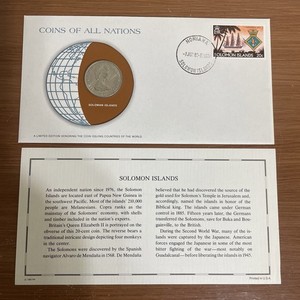 COINS OF ALL NATIONS
SOLOMON ISLANDS
HONIARA
SOLOMON ISLANDS
SOLOMON ISLANDS
A LIMITED EDITION HONORING THE COIN-ISSUING COUNTRIES OF THE WORLD
SOLOMON ISLANDS
An independent nation since 1978, the Solomon
Islands are located east of Papua New Guinea in
the southwest Pacific. Most of the islands' 210,000
people are Melanesians. Copra ranks as the
mainstay of the Solomons' economy, with shells
and timber included in the nation's exports.
Britain's Queen Elizabeth II is portrayed on the
obverse of this 20-cent coin. The reverse bears a
traditional intricate design depicting four monkeys
to a center.
The Solomons were discovered by the Spanish
navigator Alvaro de Mendaña in 1568. De Mendaña
believed that he had discovered the source of the
gold used for Solomon's Temple in Jerusalem and,
accordingly, named the islands in honor of the
Biblical king. The islands came under German
control in 1885. Fifteen years later, the Germans
transferred the Solomons, save for Buka and Bou-
gainville, to the British.
During the Second World War, many of the is-
lands were captured by the Japanese. American
forces engaged the Japanese in some of the most
bitter fighting in the Pacific—most notably on
Guadalcanal—before liberating the islands in 1943.
Printed in U.S.A.